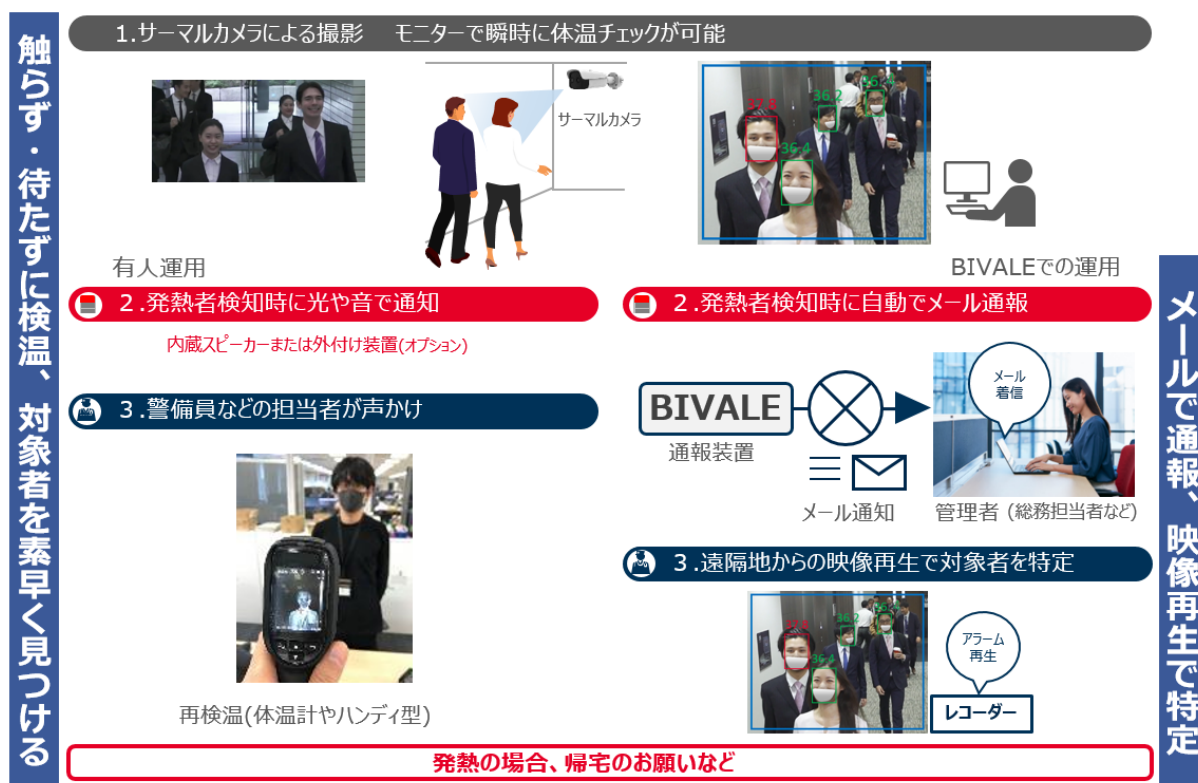 触らず・待たずに検温、対象者を素早く見つける
1.サーマルカメラによる撮影　モニターで瞬時に体温チェックが可能
サーマルカメラ
37.8
36.2
36.4
36.4
有人運用
2.発熱者検知時に光や音で通知
内蔵スピーカーまたは外付け装置(オプション)
3.警備員などの担当者が声かけ
再検温(体温計やハンディ型)
BIVALEでの運用
2.発熱者検知時に自動でメール通報
BIVALE
通報装置
メール通知
メール
着信
管理者 (総務担当者など)
3.遠隔地からの映像再生で対象者を特定
37.8
36.2
36.4
アラーム
再生
レコーダー
メールで通報、映像再生で特定
発熱の場合、帰宅のお願いなど